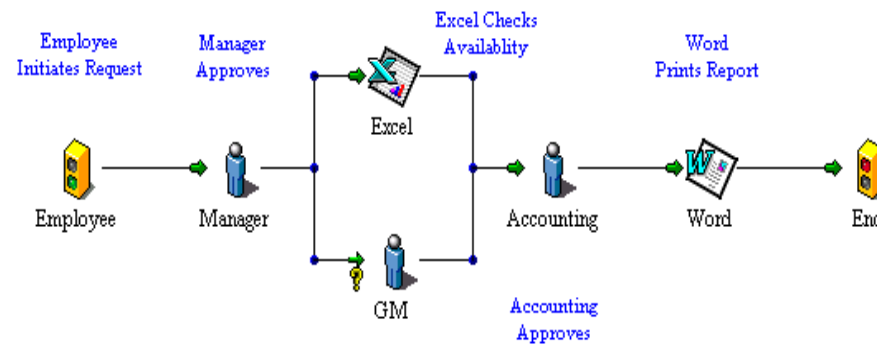 Employee
Initiates Request
Manager
Approves
Excel Checks
Availablity
Word
Prints Report
Excel
Employee
Manager
Accounting
Word
End
GM
Accounting
Approves